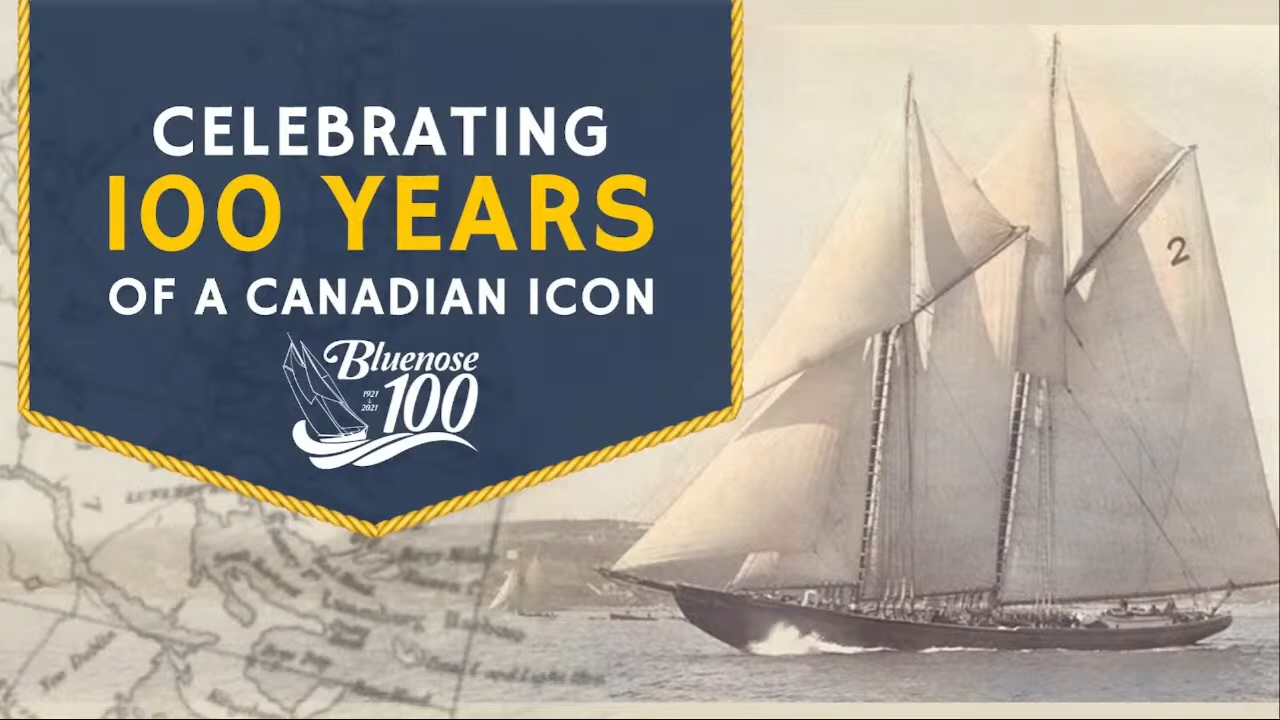 CELEBRATING
100 YEARS
OF A CANADIAN ICON
Bluenose
1921
2021
100
2